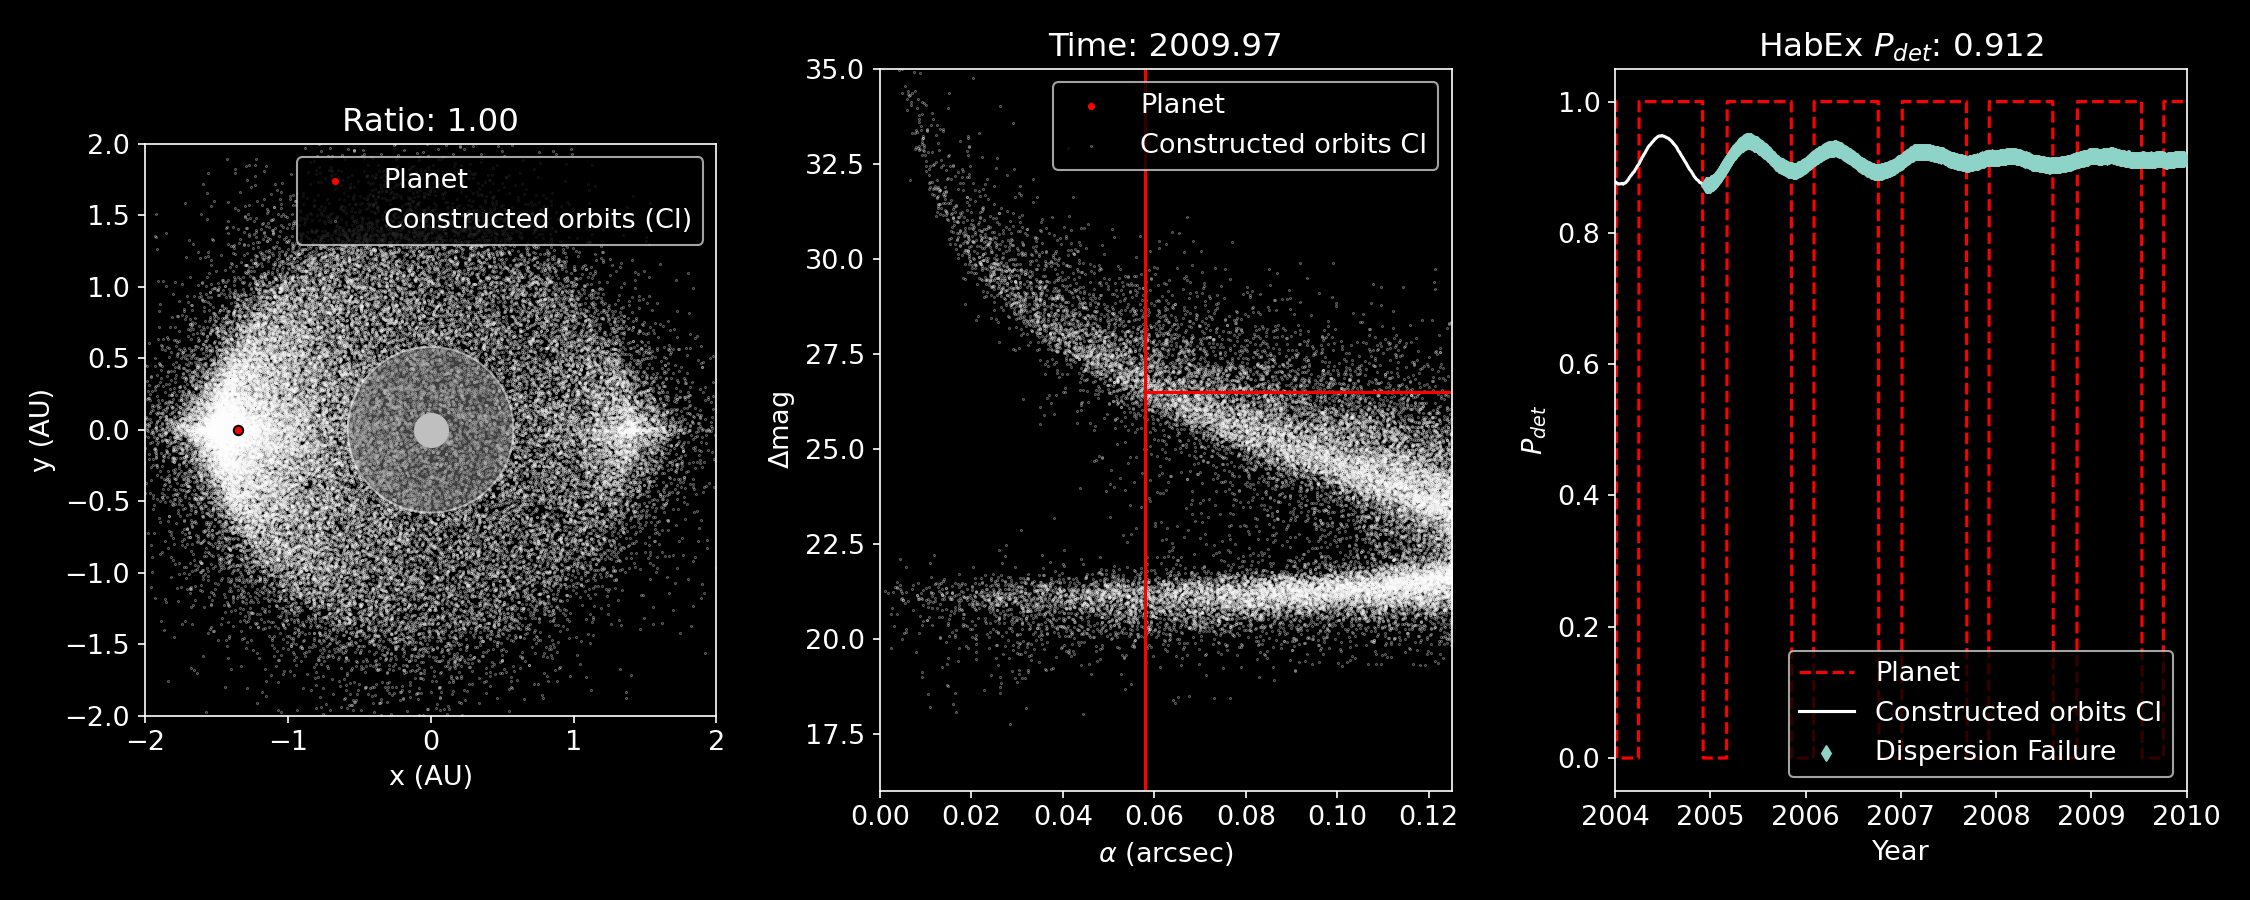 Ratio: 1.00
Planet
Constructed orbits (CI)
2.0
1.5
1.0
0.5
0.0
−0.5
−1.0
−1.5
−2.0
y (AU)
−2
−1
0
1
2
x (AU)
Time: 2009.97
Planet
Constructed orbits CI
35.0
32.5
30.0
27.5
25.0
22.5
20.0
17.5
Δmag
0.00
0.02
0.04
0.06
0.08
0.10
0.12
α (arcsec)
HabEx P_det: 0.912
1.0
0.8
0.6
0.4
0.2
0.0
P_det
Planet
Constructed orbits CI
Dispersion Failure
2004
2005
2006
2007
2008
2009
2010
Year